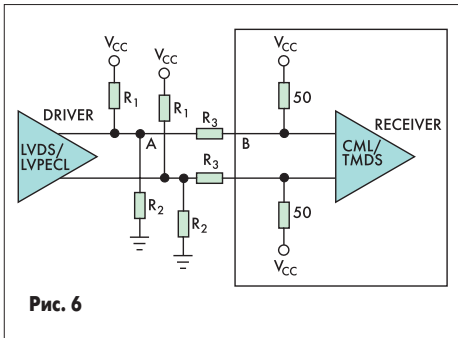 VCC
VCC
VCC
R1
R1
50
DRIVER
R3
RECEIVER
LVDS/
LVPECL
A
B
CML/
TMDS
R3
R2
R2
50
VCC
Рис. 6